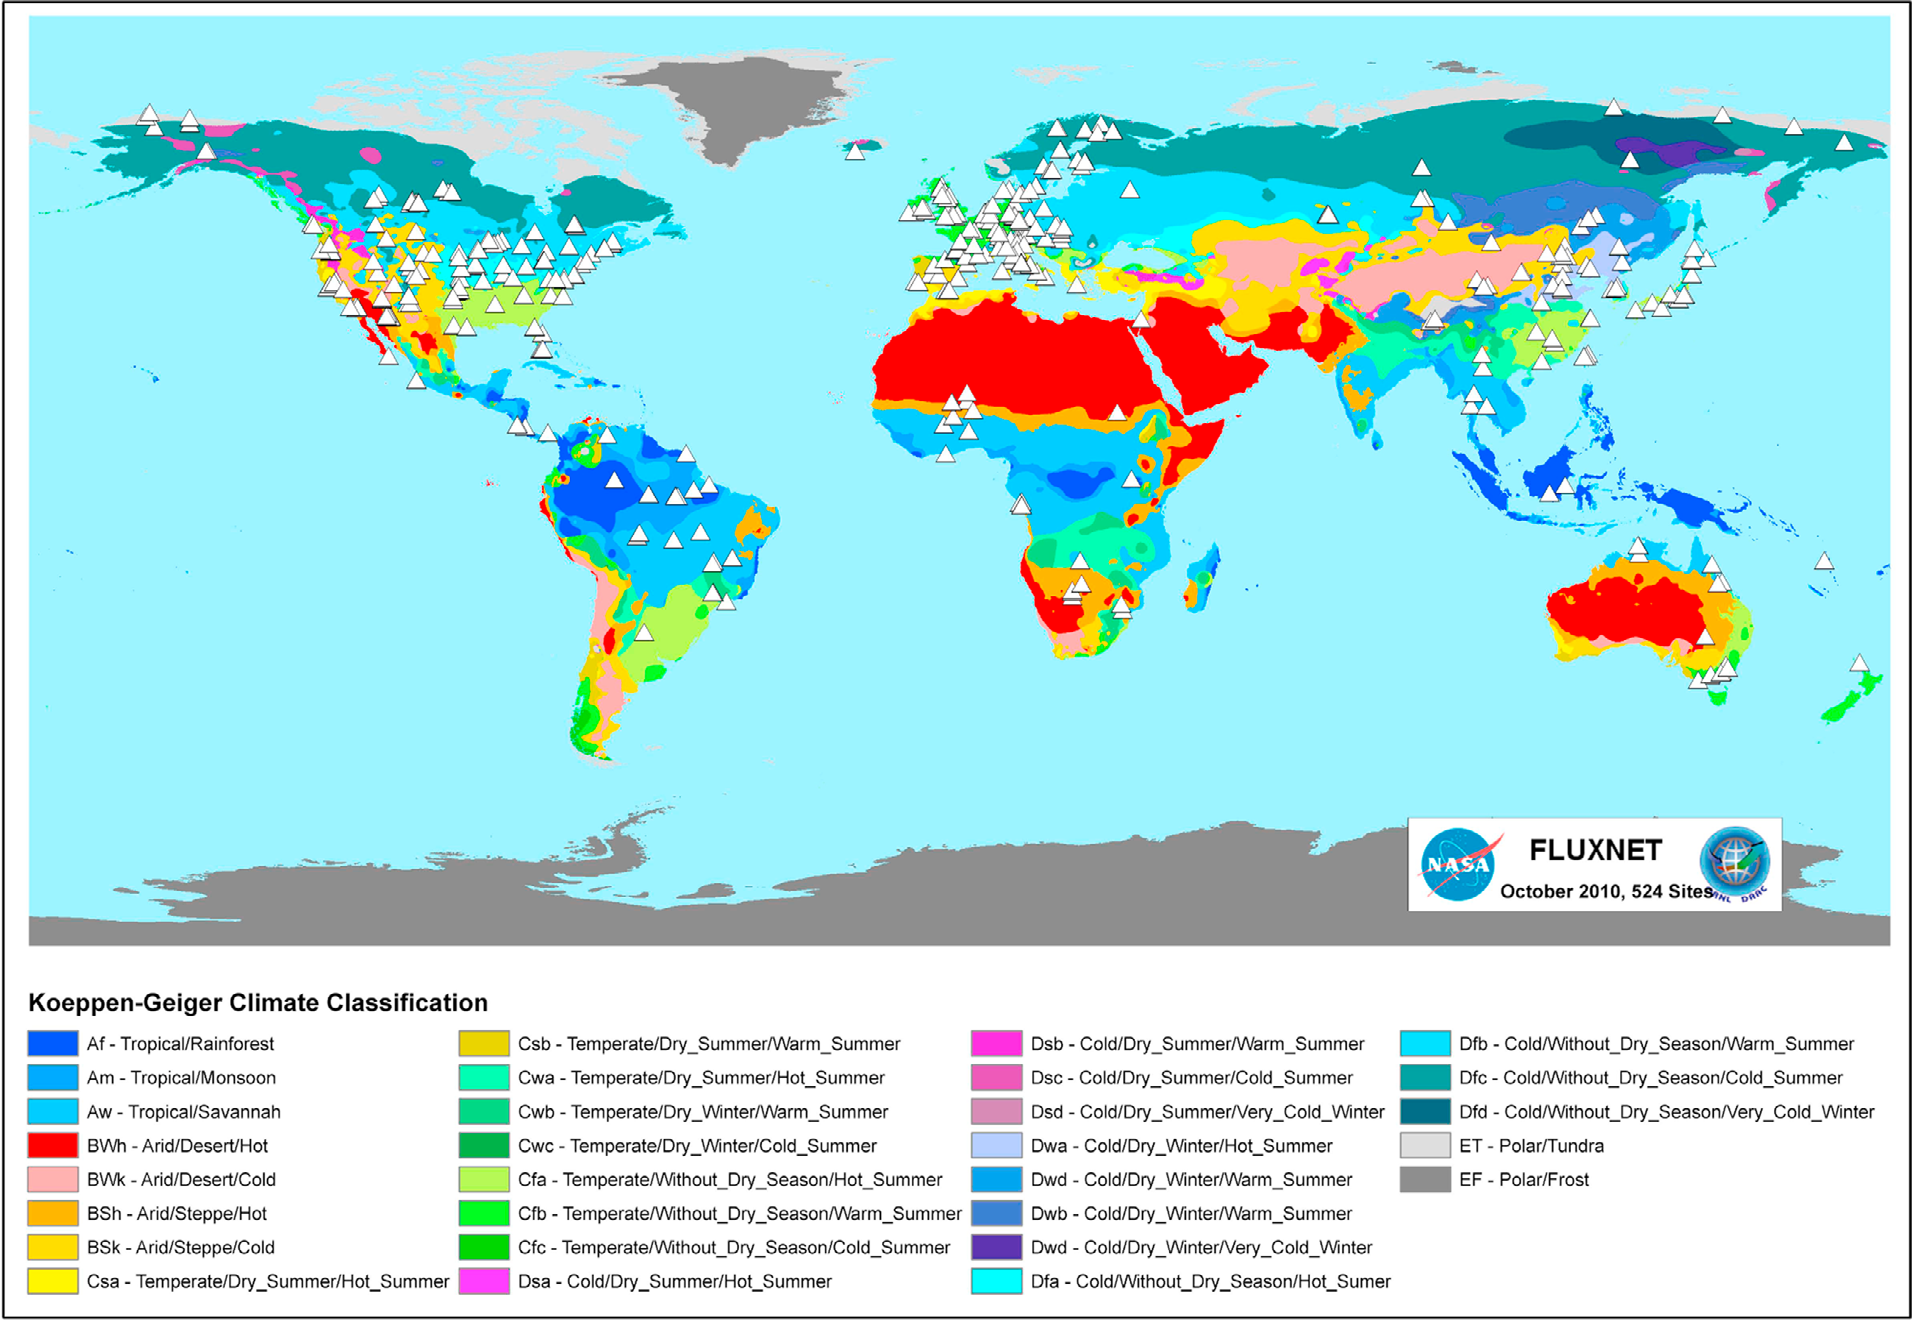 NASA
FLUXNET
October 2010, 524 Sites
ORNL DAAC
Koeppen-Geiger Climate Classification
Af - Tropical/Rainforest
Am - Tropical/Monsoon
Aw - Tropical/Savannah
BWh - Arid/Desert/Hot
BWk - Arid/Desert/Cold
BSh - Arid/Steppe/Hot
BSk - Arid/Steppe/Cold
Csa - Temperate/Dry_Summer/Hot_Summer
Csb - Temperate/Dry_Summer/Warm_Summer
Cwa - Temperate/Dry_Summer/Hot_Summer
Cwb - Temperate/Dry_Winter/Warm_Summer
Cwc - Temperate/Dry_Winter/Cold_Summer
Cfa - Temperate/Without_Dry_Season/Hot_Summer
Cfb - Temperate/Without_Dry_Season/Warm_Summer
Cfc - Temperate/Without_Dry_Season/Cold_Summer
Dsa - Cold/Dry_Summer/Hot_Summer
Dsb - Cold/Dry_Summer/Warm_Summer
Dsc - Cold/Dry_Summer/Cold_Summer
Dsd - Cold/Dry_Summer/Very_Cold_Winter
Dwa - Cold/Dry_Winter/Hot_Summer
Dwd - Cold/Dry_Winter/Warm_Summer
Dwb - Cold/Dry_Winter/Warm_Summer
Dwd - Cold/Dry_Winter/Very_Cold_Winter
Dfa - Cold/Without_Dry_Season/Hot_Sumer
Dfb - Cold/Without_Dry_Season/Warm_Summer
Dfc - Cold/Without_Dry_Season/Cold_Summer
Dfd - Cold/Without_Dry_Season/Very_Cold_Winter
ET - Polar/Tundra
EF - Polar/Frost